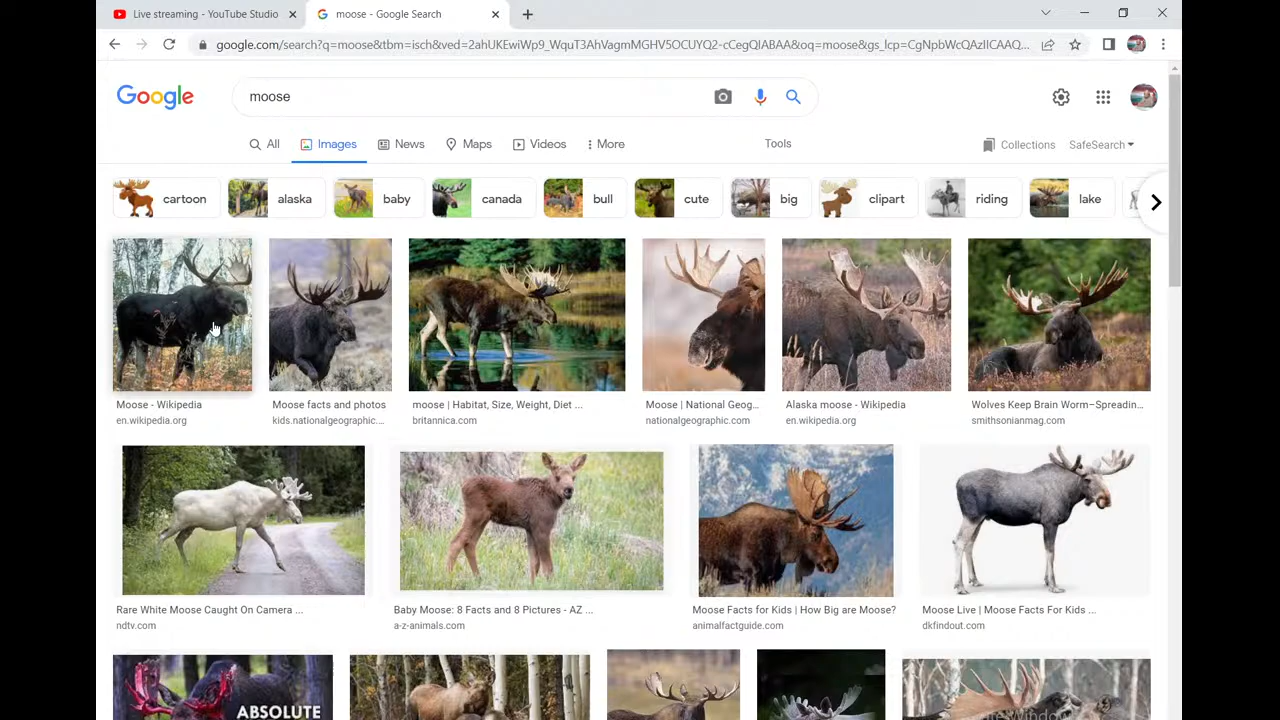 Live streaming - YouTube Studio
moose - Google Search
google.com/search?q=moose&tbm=isch&ved=2ahUKEwiWp9_WquT3AhVagmMGHV5OCUYQ2-cCegQIABAA&oq=moose&gs_lcp=CgNpbWcQAzIICAAQ...
Google
moose
All
Images
News
Maps
Videos
More
Tools
Collections
SafeSearch
cartoon
alaska
baby
canada
bull
cute
big
clipart
riding
lake
Moose - Wikipedia
en.wikipedia.org
Moose facts and photos
kids.nationalgeographic....
moose | Habitat, Size, Weight, Diet ...
britannica.com
Moose | National Geog...
nationalgeographic.com
Alaska moose - Wikipedia
en.wikipedia.org
Wolves Keep Brain Worm–Spreadin...
smithsonianmag.com
Rare White Moose Caught On Camera ...
ndtv.com
Baby Moose: 8 Facts and 8 Pictures - AZ ...
a-z-animals.com
Moose Facts for Kids | How Big are Moose?
animalfactguide.com
Moose Live | Moose Facts For Kids ...
dkfindout.com
ABSOLUTE